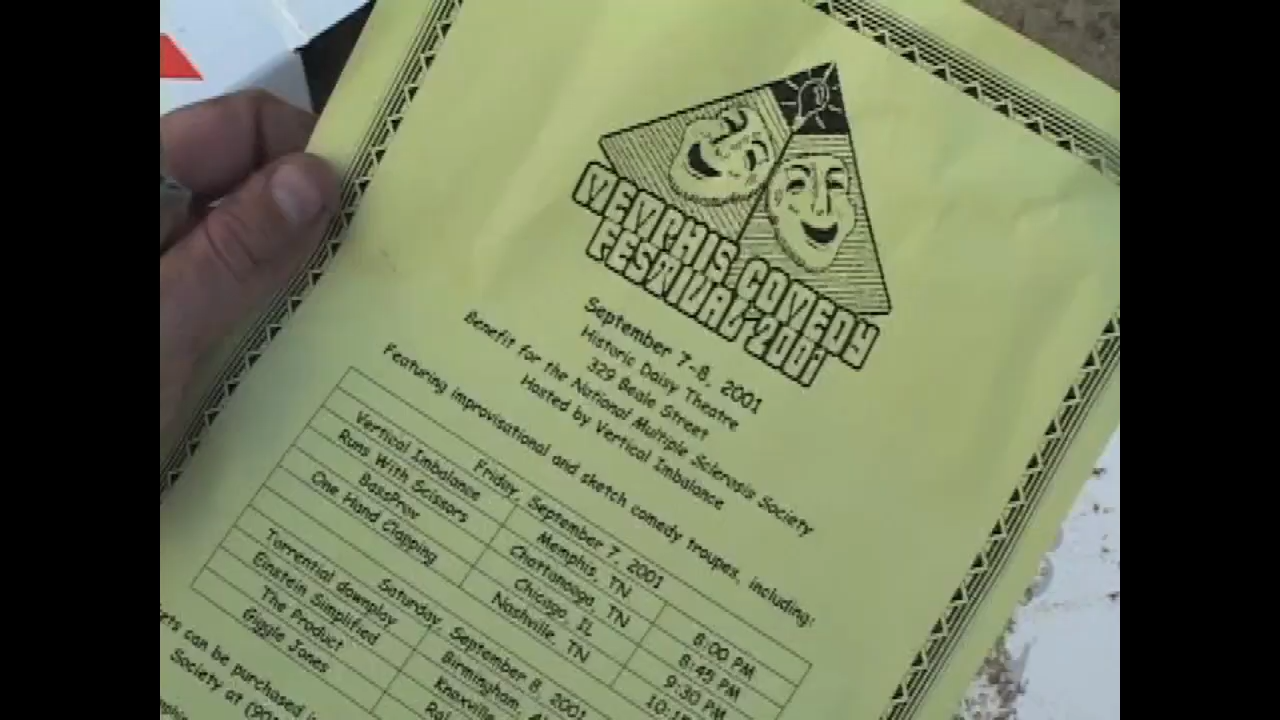 MEMPHIS COMEDY
FESTIVAL·2001
September 7-8, 2001
Historic Daisy Theatre
329 Beale Street
Benefit for the National Multiple Sclerosis Society
Hosted by Vertical Imbalance
Featuring improvisational and sketch comedy troupes, including:
Friday, September 7, 2001
Vertical Imbalance Memphis, TN 8:00 PM
Runs With Scissors Chattanooga, TN 8:45 PM
BassProv Chicago, IL 9:30 PM
One Hand Clapping Nashville, TN
Saturday, September 8, 2001
Torrential downplay Birmingham,
Einstein Simplified Knoxville
The Product
Giggle Jones
can be purchased
Society at